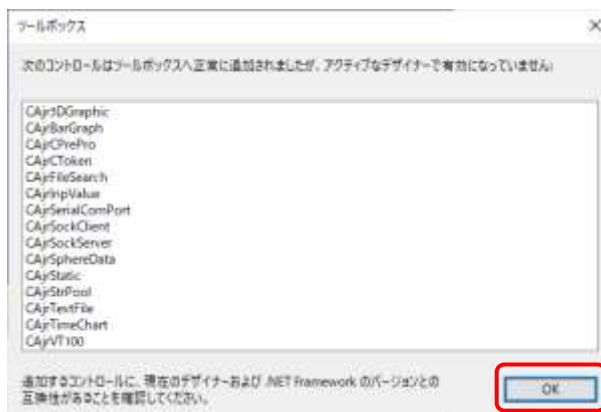 ツールボックス
次のコントロールはツールボックスへ正常に追加されましたが、アクティブなデザイナーで有効になっていません:
CAjr3DGraphic
CAjrBarGraph
CAjrCPrePro
CAjrCToken
CAjrFileSearch
CAjrInpValue
CAjrSerialComPort
CAjrSockClient
CAjrSockServer
CAjrSphereData
CAjrStatic
CAjrStrPool
CAjrTextFile
CAjrTimeChart
CAjrVT100
追加するコントロールに、現在のデザイナーおよび .NET Framework のバージョンとの
互換性があることを確認してください。
OK